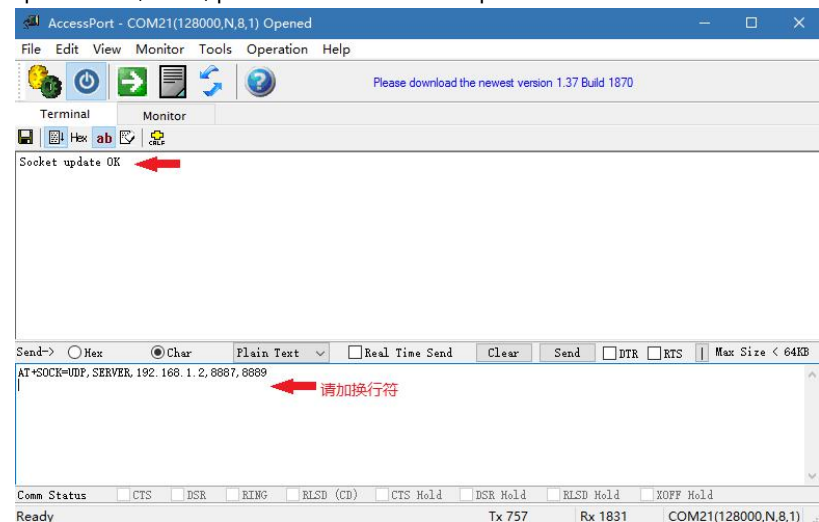 AccessPort - COM21(128000,N,8,1) Opened
File Edit View Monitor Tools Operation Help
Please download the newest version 1.37 Build 1870
Terminal Monitor
Hex ab CRLF
Socket update OK
Send-> Hex Char Plain Text Real Time Send Clear Send DTR RTS | Max Size < 64KB
AT+SOCK=UDP,SERVER,192.168.1.2,8887,8889
请加换行符
Comm Status CTS DSR RING RLSD (CD) CTS Hold DSR Hold RLSD Hold XOFF Hold
Ready Tx 757 Rx 1831 COM21(128000,N,8,1)